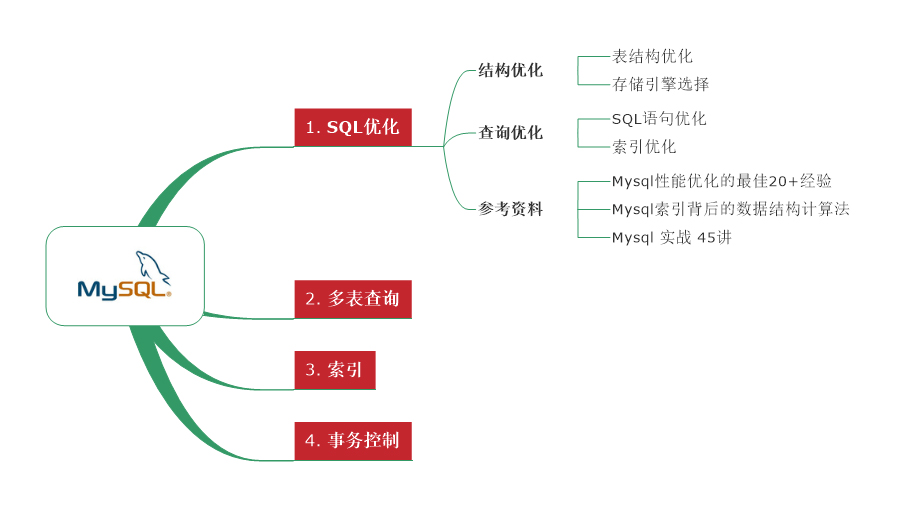 1. SQL优化
结构优化
表结构优化
存储引擎选择
查询优化
SQL语句优化
索引优化
参考资料
Mysql性能优化的最佳20+经验
Mysql索引背后的数据结构计算法
Mysql 实战 45讲
MySQL®
2. 多表查询
3. 索引
4. 事务控制